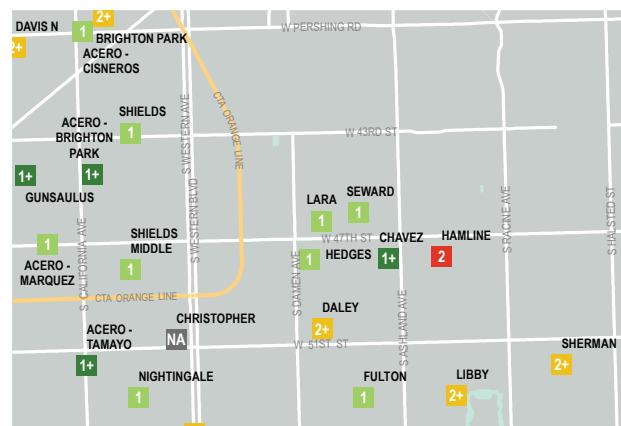 DAVIS N
2+
2+
1
BRIGHTON PARK
ACERO -
CISNEROS
W PERSHING RD
S WESTERN AVE
CTA ORANGE LINE
ACERO -
BRIGHTON
PARK
SHIELDS
1
W 43RD ST
1+
1+
GUNSAULUS
LARA
1
SEWARD
1
S RACINE AVE
S HALSTED ST
S CALIFORNIA AVE
S WESTERN BLVD
1
ACERO -
MARQUEZ
SHIELDS
MIDDLE
1
W 47TH ST
1
HEDGES
CHAVEZ
1+
HAMLINE
2
S DAMEN AVE
S ASHLAND AVE
CTA ORANGE LINE
ACERO -
TAMAYO
1+
CHRISTOPHER
NA
DALEY
2+
W 51ST ST
SHERMAN
2+
NIGHTINGALE
1
FULTON
1
LIBBY
2+